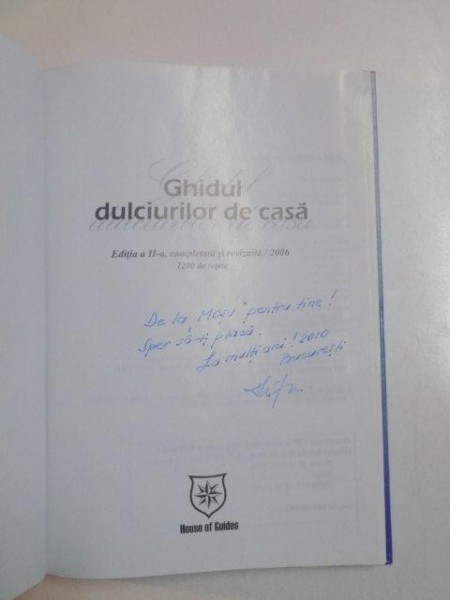 Ghidul
dulciurilor de casă
Ediția a II-a, completată și revizuită / 2006
1200 de rețete
De la "Moșu" pentru tine!
Sper să-ți placă.
La mulți ani! 2010
București
House of Guides